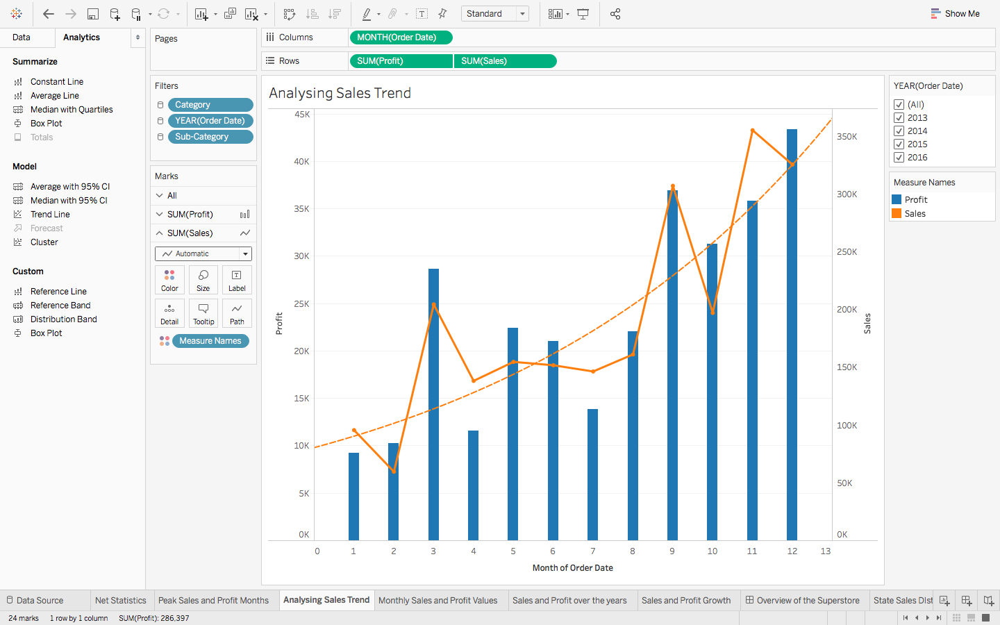 Standard
Show Me
Data
Analytics
Pages
Columns
MONTH(Order Date)
Rows
SUM(Profit)
SUM(Sales)
Summarize
Constant Line
Average Line
Median with Quartiles
Box Plot
Totals
Model
Average with 95% CI
Median with 95% CI
Trend Line
Forecast
Cluster
Custom
Reference Line
Reference Band
Distribution Band
Box Plot
Filters
Category
YEAR(Order Date)
Sub-Category
Marks
All
SUM(Profit)
SUM(Sales)
Automatic
Color
Size
Label
Detail
Tooltip
Path
Measure Names
Analysing Sales Trend
45K
40K
35K
30K
25K
20K
15K
10K
5K
0K
Profit
350K
300K
250K
200K
150K
100K
50K
0K
Sales
0 1 2 3 4 5 6 7 8 9 10 11 12 13
Month of Order Date
YEAR(Order Date)
(All)
2013
2014
2015
2016
Measure Names
Profit
Sales
Data Source
Net Statistics
Peak Sales and Profit Months
Analysing Sales Trend
Monthly Sales and Profit Values
Sales and Profit over the years
Sales and Profit Growth
Overview of the Superstore
State Sales DIst
24 marks
1 row by 1 column
SUM(Profit): 286,397